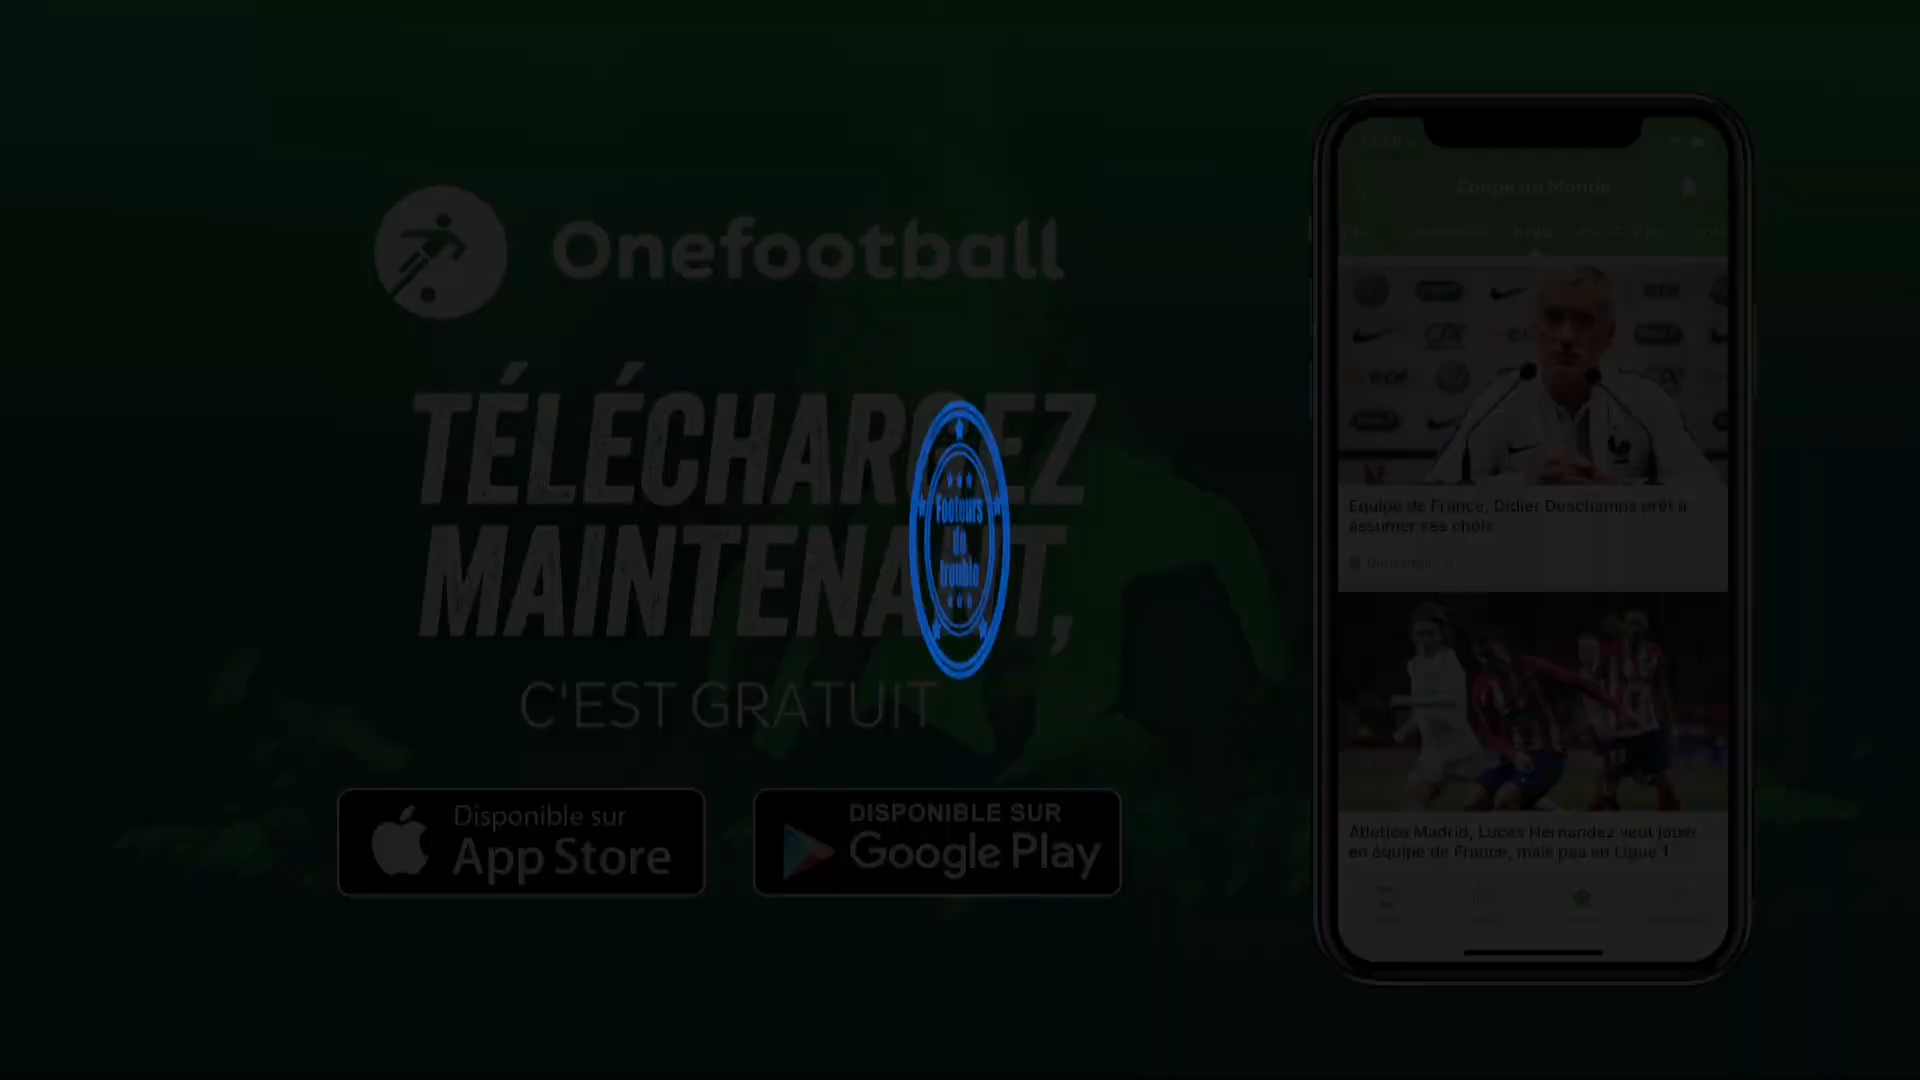 Onefootball
TÉLÉCHARGEZ
MAINTENANT,
C'EST GRATUIT
Disponible sur
App Store
DISPONIBLE SUR
Google Play
Footeurs
de
trouble
Coupe du Monde
Equipe de France, Didier Deschamps prêt à
assumer ses choix
Atletico Madrid, Lucas Hernandez veut jouer
en équipe de France, mais pas en Ligue 1